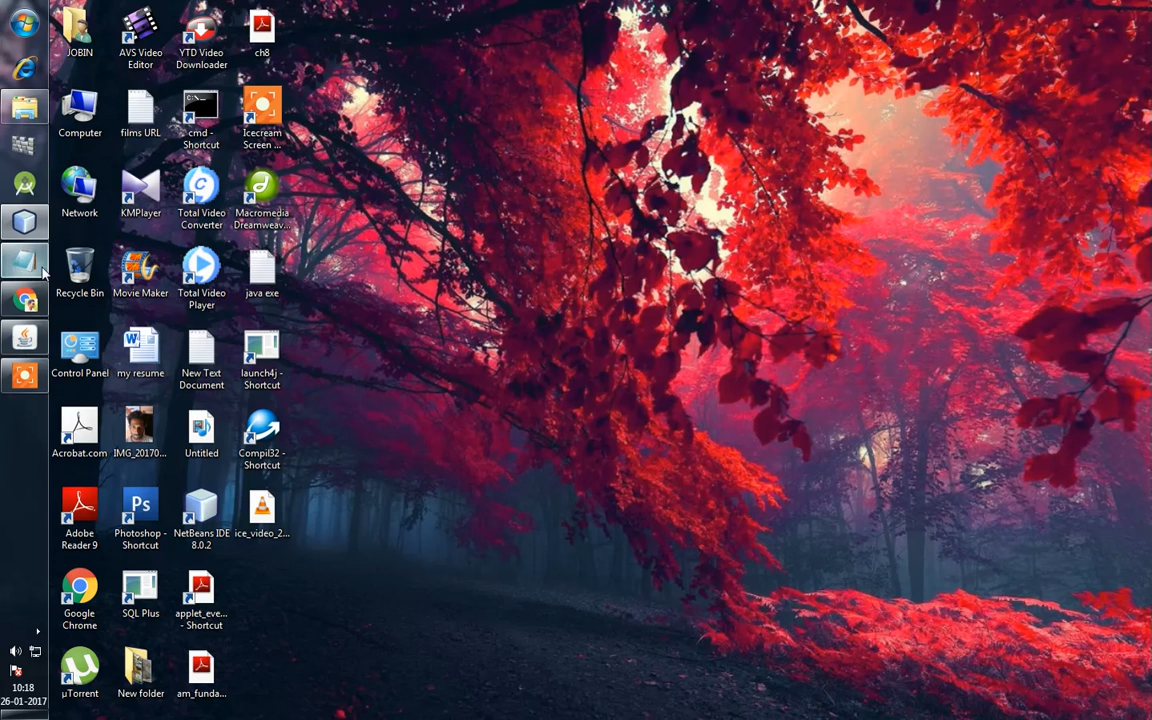 JOBIN
AVS Video
Editor
YTD Video
Downloader
ch8
Computer
films URL
C:\_
cmd -
Shortcut
Icecream
Screen ...
Network
KMPlayer
Total Video
Converter
Macromedia
Dreamweav...
Recycle Bin
Movie Maker
Total Video
Player
java exe
Control Panel
my resume
New Text
Document
launch4j -
Shortcut
Acrobat.com
IMG_20170...
Untitled
Compil32 -
Shortcut
Adobe
Reader 9
Ps
Photoshop -
Shortcut
NetBeans IDE
8.0.2
ice_video_2...
Google
Chrome
SQL Plus
applet_eve...
- Shortcut
µTorrent
New folder
am_funda...
10:18
26-01-2017